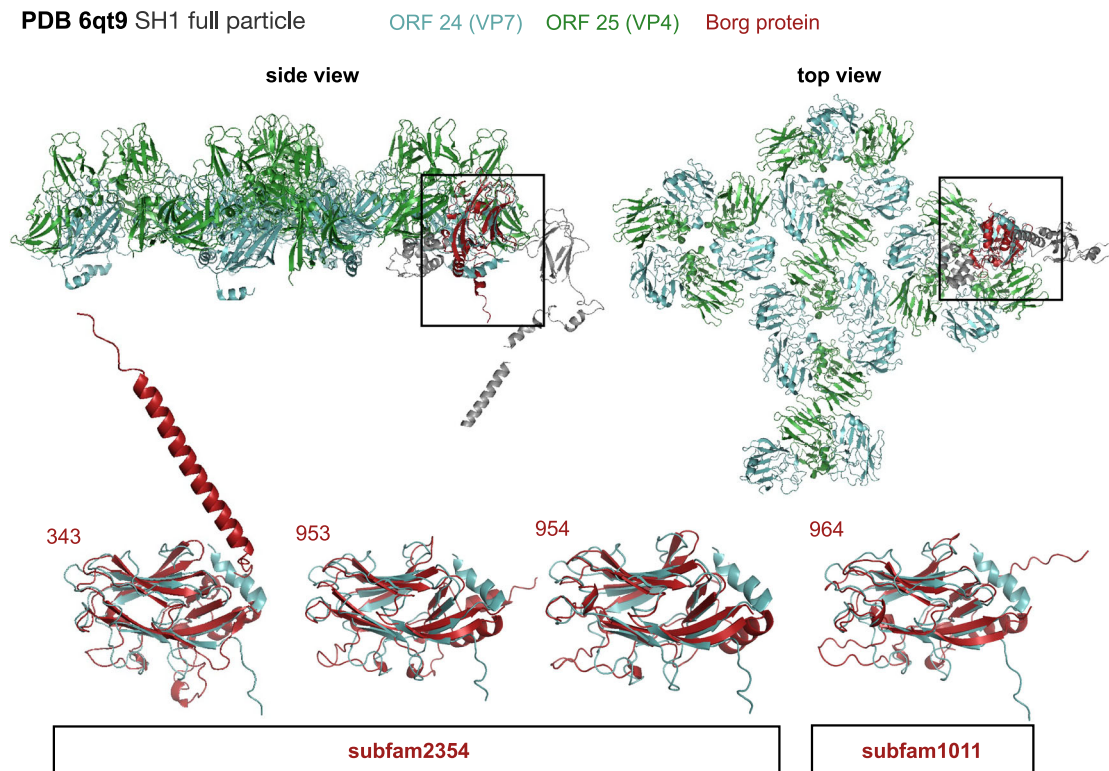 PDB 6qt9 SH1 full particle ORF 24 (VP7) ORF 25 (VP4) Borg protein
side view top view
343 953 954 964
subfam2354 subfam1011